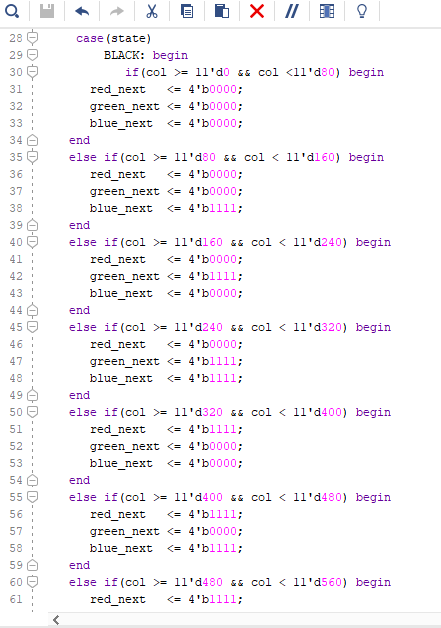 28 case(state)
29 BLACK: begin
30 if(col >= 11'd0 && col <11'd80) begin
31 red_next <= 4'b0000;
32 green_next <= 4'b0000;
33 blue_next <= 4'b0000;
34 end
35 else if(col >= 11'd80 && col < 11'd160) begin
36 red_next <= 4'b0000;
37 green_next <= 4'b0000;
38 blue_next <= 4'b1111;
39 end
40 else if(col >= 11'd160 && col < 11'd240) begin
41 red_next <= 4'b0000;
42 green_next <= 4'b1111;
43 blue_next <= 4'b0000;
44 end
45 else if(col >= 11'd240 && col < 11'd320) begin
46 red_next <= 4'b0000;
47 green_next <= 4'b1111;
48 blue_next <= 4'b1111;
49 end
50 else if(col >= 11'd320 && col < 11'd400) begin
51 red_next <= 4'b1111;
52 green_next <= 4'b0000;
53 blue_next <= 4'b0000;
54 end
55 else if(col >= 11'd400 && col < 11'd480) begin
56 red_next <= 4'b1111;
57 green_next <= 4'b0000;
58 blue_next <= 4'b1111;
59 end
60 else if(col >= 11'd480 && col < 11'd560) begin
61 red_next <= 4'b1111;